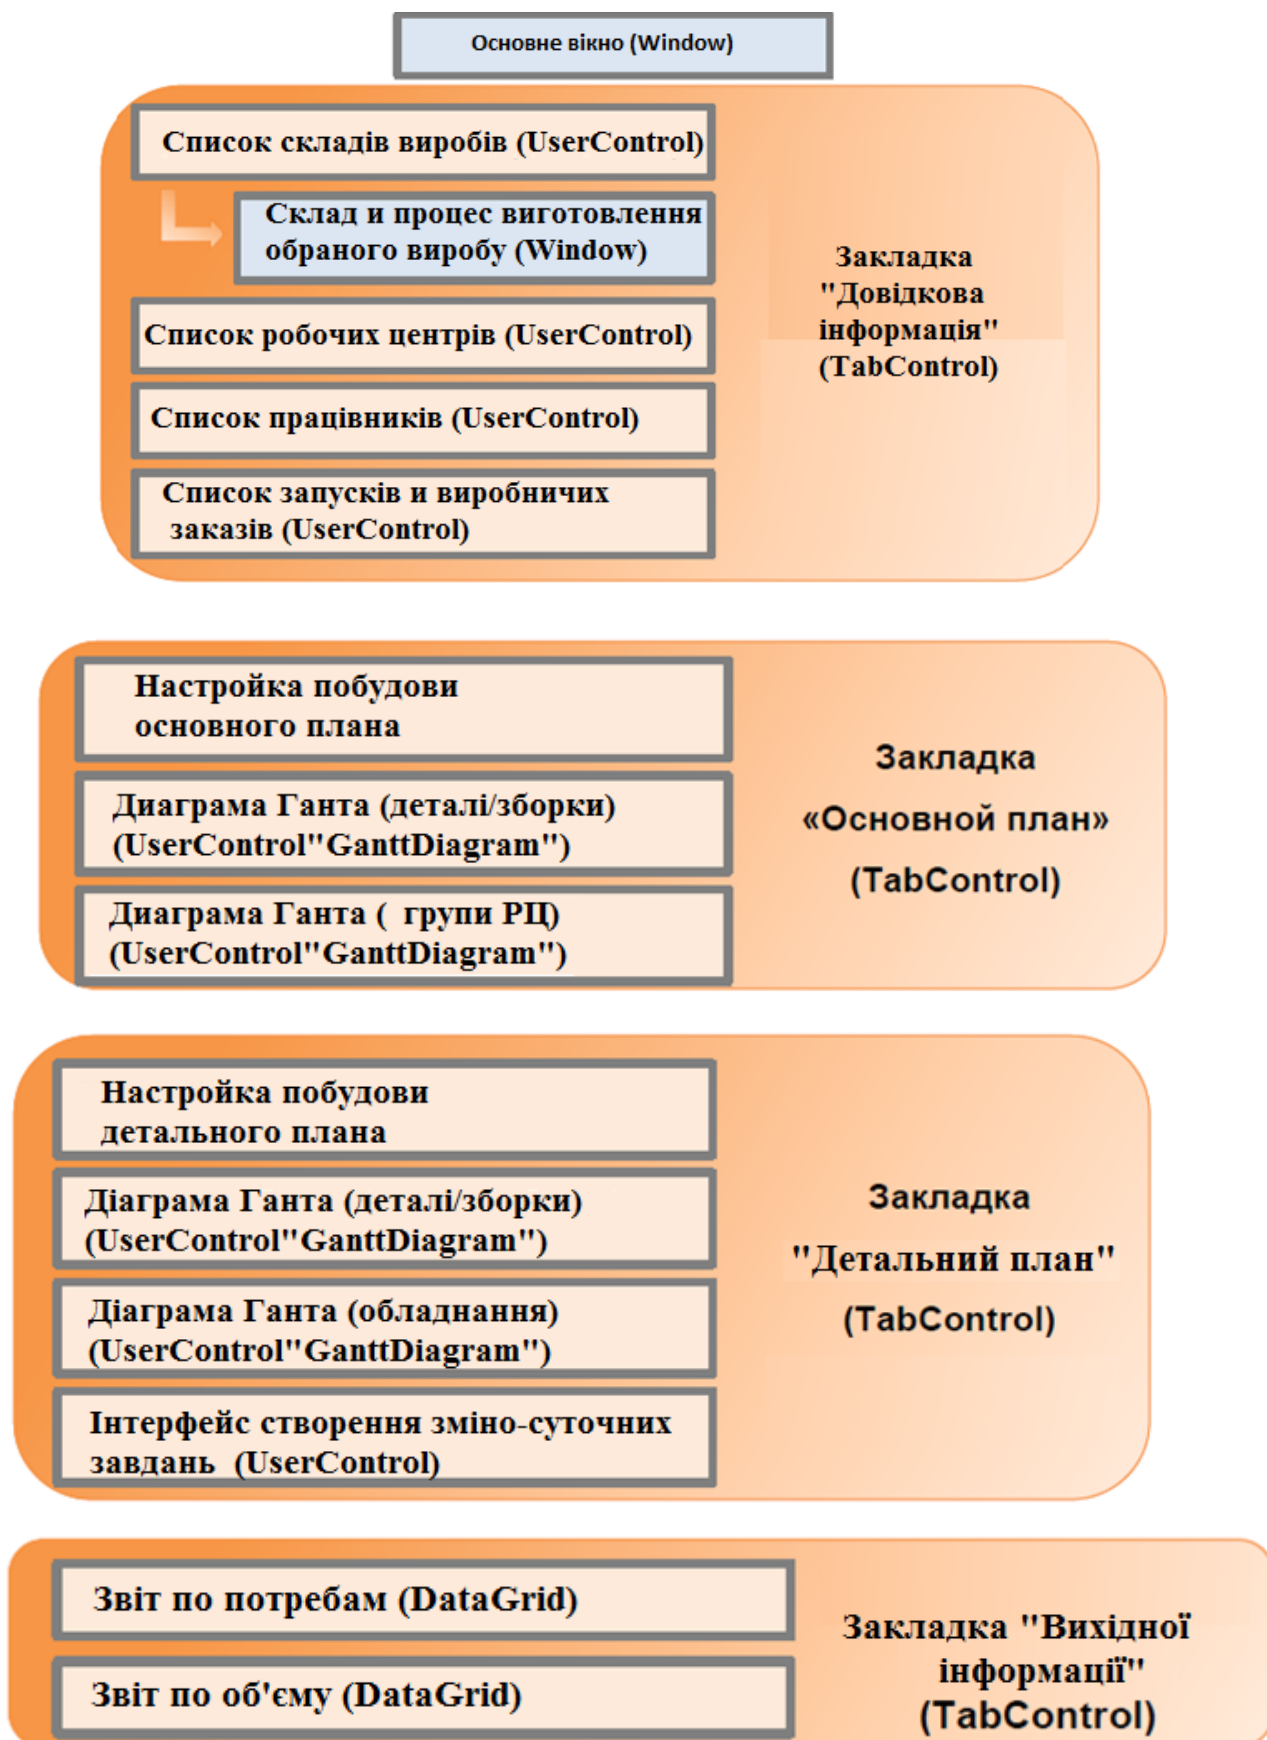 Основне вікно (Window)
Список складів виробів (UserControl)
Склад и процес виготовлення
обраного виробу (Window)
Список робочих центрів (UserControl)
Список працівників (UserControl)
Список запусків и виробничих
заказів (UserControl)
Закладка
"Довідкова
інформація"
(TabControl)
Настройка побудови
основного плана
Диаграма Ганта (деталі/зборки)
(UserControl"GanttDiagram")
Диаграма Ганта ( групи РЦ)
(UserControl"GanttDiagram")
Закладка
«Основной план»
(TabControl)
Настройка побудови
детального плана
Діаграма Ганта (деталі/зборки)
(UserControl"GanttDiagram")
Діаграма Ганта (обладнання)
(UserControl"GanttDiagram")
Інтерфейс створення зміно-суточних
завдань (UserControl)
Закладка
"Детальний план"
(TabControl)
Звіт по потребам (DataGrid)
Звіт по об'єму (DataGrid)
Закладка "Вихідної
інформації"
(TabControl)